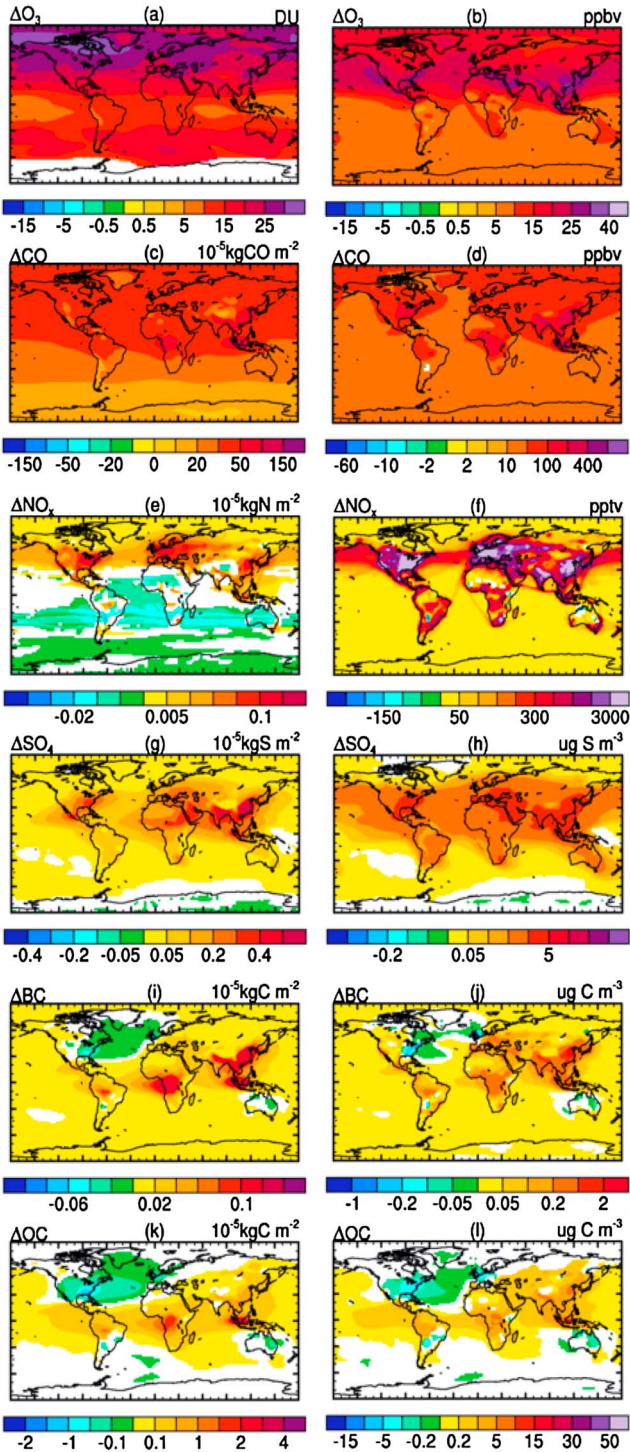 ΔO₃ (a) DU
-15 -5 -0.5 0.5 5 15 25
ΔO₃ (b) ppbv
-15 -5 -0.5 0.5 5 15 25 40
ΔCO (c) 10⁻⁵kgCO m⁻²
-150 -50 -20 0 20 50 150
ΔCO (d) ppbv
-60 -10 -2 2 10 100 400
ΔNOₓ (e) 10⁻⁵kgN m⁻²
-0.02 0.005 0.1
ΔNOₓ (f) pptv
-150 50 300 3000
ΔSO₄ (g) 10⁻⁵kgS m⁻²
-0.4 -0.2 -0.05 0.05 0.2 0.4
ΔSO₄ (h) ug S m⁻³
-0.2 0.05 5
ΔBC (i) 10⁻⁵kgC m⁻²
-0.06 0.02 0.1
ΔBC (j) ug C m⁻³
-1 -0.2 -0.05 0.05 0.2 2
ΔOC (k) 10⁻⁵kgC m⁻²
-2 -1 -0.1 0.1 1 2 4
ΔOC (l) ug C m⁻³
-15 -5 -0.2 0.2 5 15 30 50